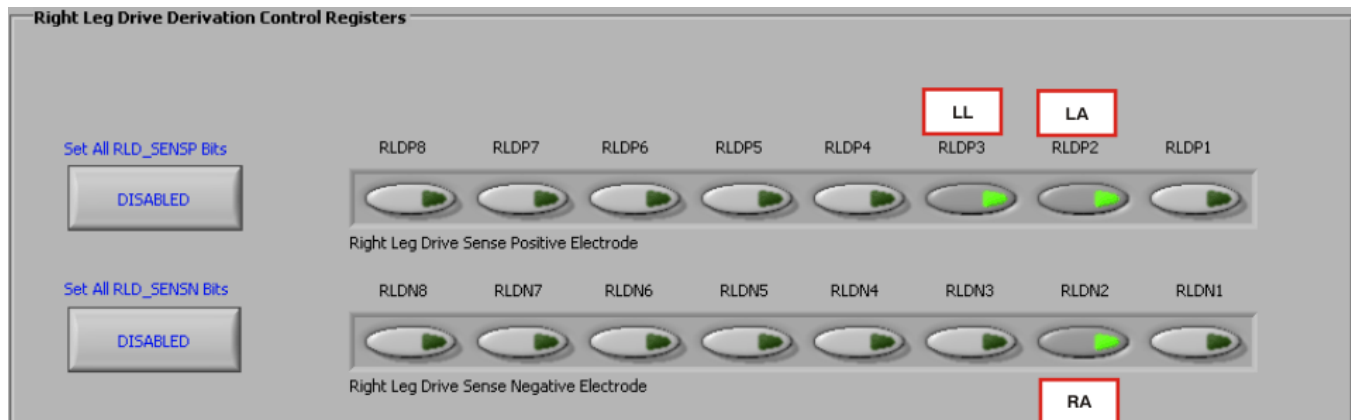 Right Leg Drive Derivation Control Registers
LL LA
Set All RLD_SENSP Bits RLDP8 RLDP7 RLDP6 RLDP5 RLDP4 RLDP3 RLDP2 RLDP1
DISABLED
Right Leg Drive Sense Positive Electrode
Set All RLD_SENSN Bits RLDN8 RLDN7 RLDN6 RLDN5 RLDN4 RLDN3 RLDN2 RLDN1
DISABLED
Right Leg Drive Sense Negative Electrode
RA